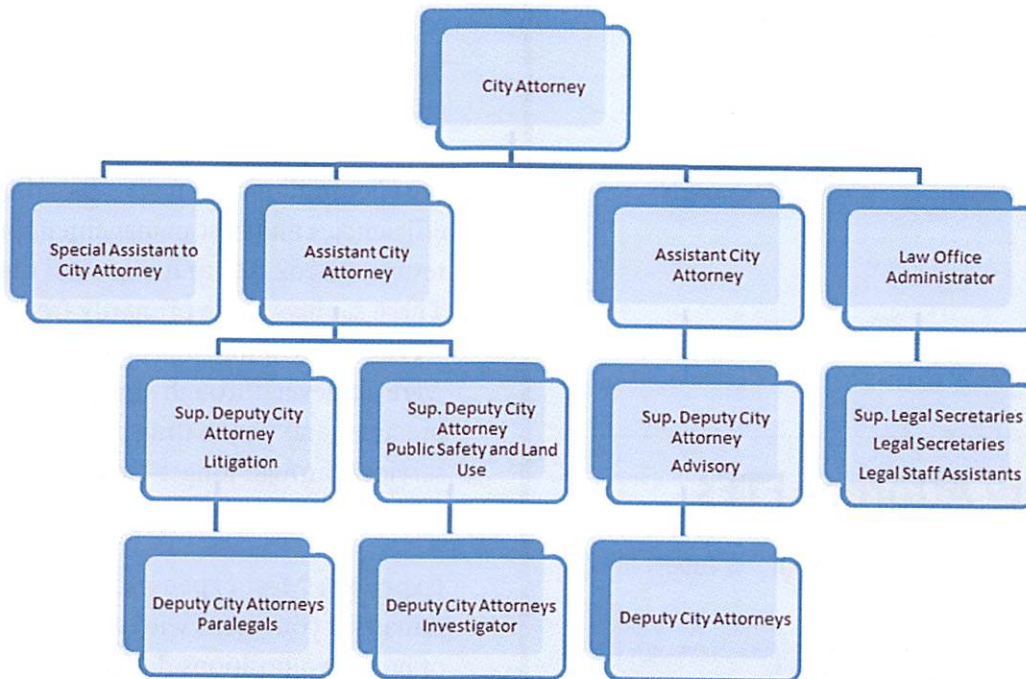 City Attorney
Special Assistant to
City Attorney
Assistant City
Attorney
Assistant City
Attorney
Law Office
Administrator
Sup. Deputy City
Attorney
Litigation
Sup. Deputy City
Attorney
Public Safety and Land
Use
Sup. Deputy City
Attorney
Advisory
Sup. Legal Secretaries
Legal Secretaries
Legal Staff Assistants
Deputy City Attorneys
Paralegals
Deputy City Attorneys
Investigator
Deputy City Attorneys